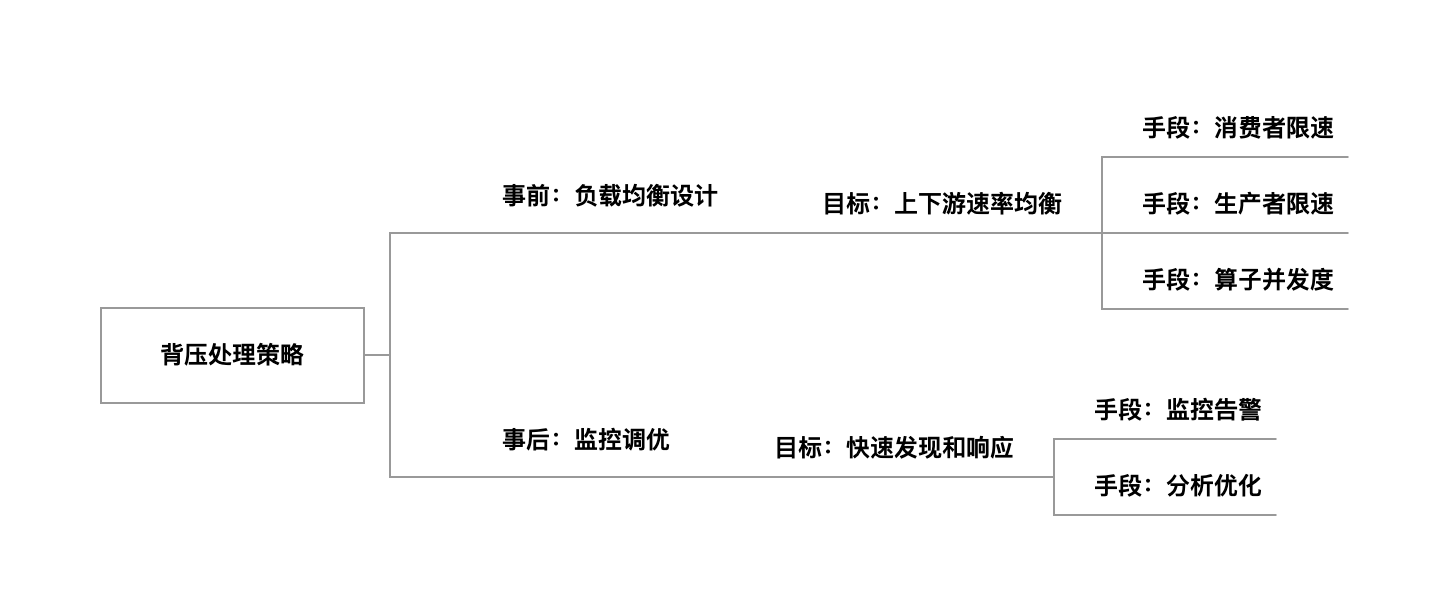 背压处理策略
事前：负载均衡设计
目标：上下游速率均衡
手段：消费者限速
手段：生产者限速
手段：算子并发度
事后：监控调优
目标：快速发现和响应
手段：监控告警
手段：分析优化